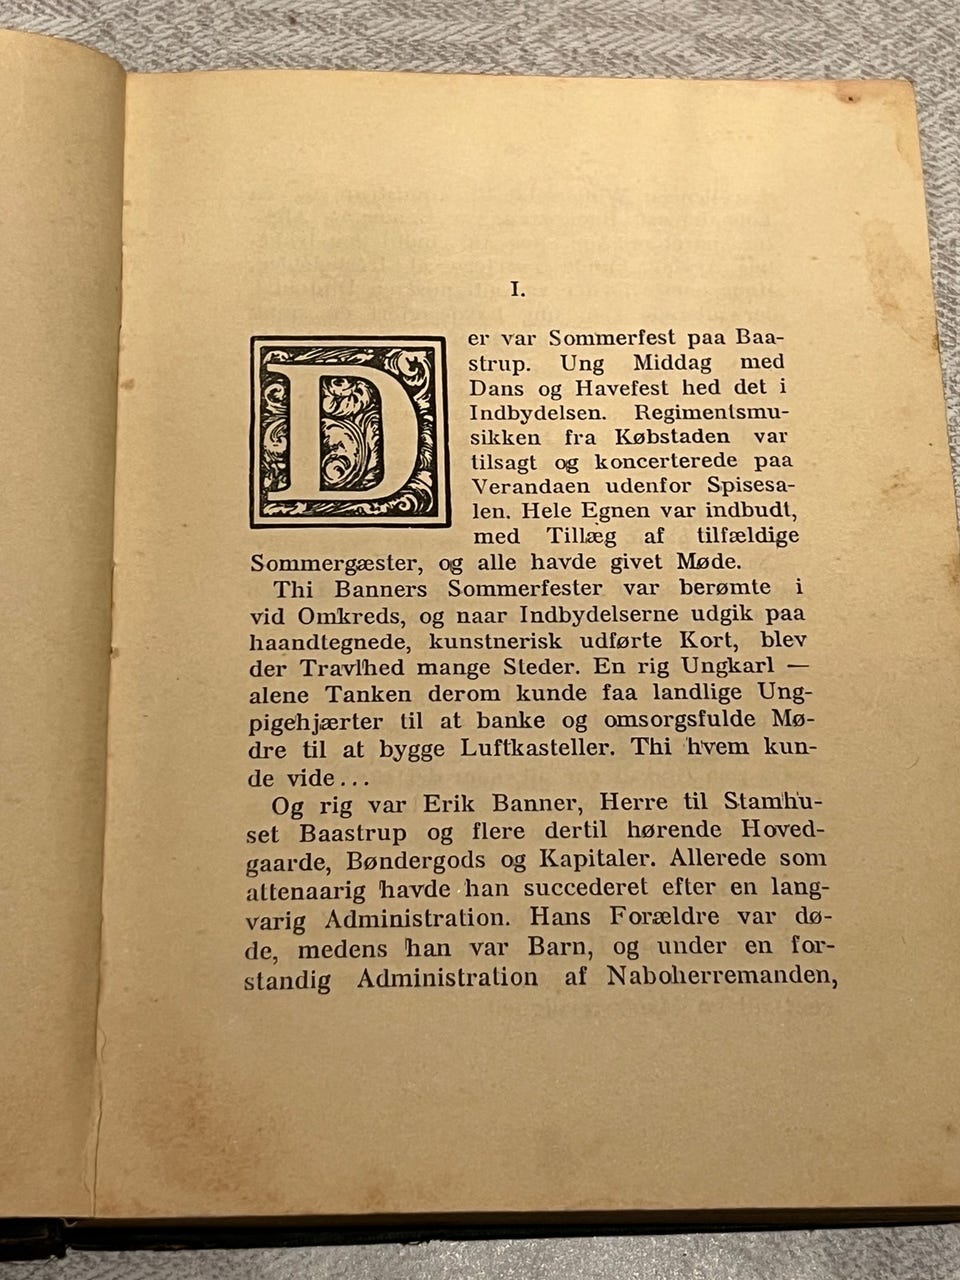 I.
Der var Sommerfest paa Baa-
strup. Ung Middag med
Dans og Havefest hed det i
Indbydelsen. Regimentsmu-
sikken fra Købstaden var
tilsagt og koncerterede paa
Verandaen udenfor Spisesa-
len. Hele Egnen var indbudt,
med Tillæg af tilfældige
Sommergæster, og alle havde givet Møde.
Thi Banners Sommerfester var berømte i
vid Omkreds, og naar Indbydelserne udgik paa
haandtegnede, kunstnerisk udførte Kort, blev
der Travlhed mange Steder. En rig Ungkarl —
alene Tanken derom kunde faa landlige Ung-
pigehjærter til at banke og omsorgsfulde Mø-
dre til at bygge Luftkasteller. Thi hvem kun-
de vide...
Og rig var Erik Banner, Herre til Stamhu-
set Baastrup og flere dertil hørende Hoved-
gaarde, Bøndergods og Kapitaler. Allerede som
attenaarig havde han succederet efter en lang-
varig Administration. Hans Forældre var dø-
de, medens han var Barn, og under en for-
standig Administration af Naboherremanden,